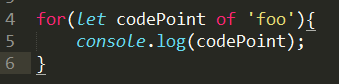 4 for(let codePoint of 'foo'){
5     console.log(codePoint);
6 }